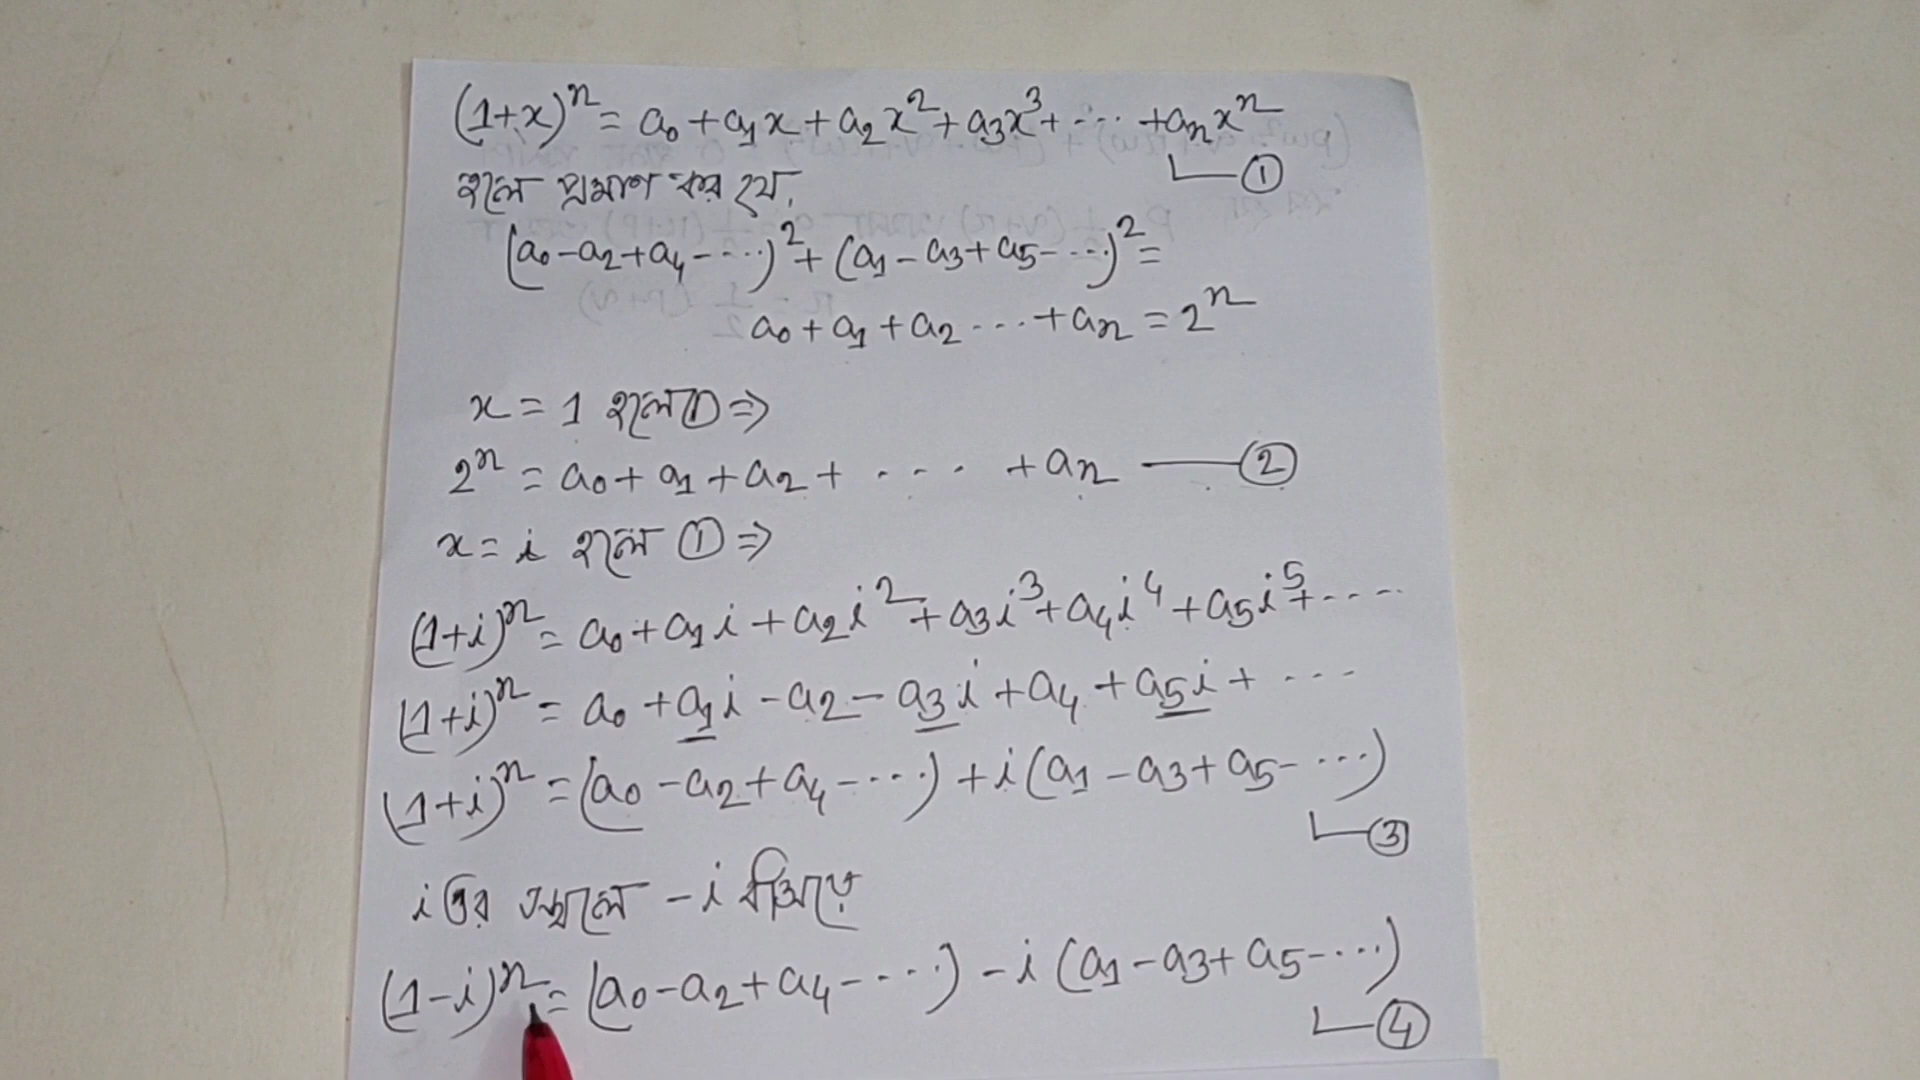 (1+x)ⁿ = a₀ + a₁x + a₂x² + a₃x³ + ···· + aₙxⁿ
①
হলে প্রমাণ কর যে,
(a₀ - a₂ + a₄ - ····)² + (a₁ - a₃ + a₅ - ···)² =
a₀ + a₁ + a₂ ···· + aₙ = 2ⁿ
x = 1 হলে ① ⇒
2ⁿ = a₀ + a₁ + a₂ + ···· + aₙ —— ②
x = i হলে ① ⇒
(1+i)ⁿ = a₀ + a₁i + a₂i² + a₃i³ + a₄i⁴ + a₅i⁵ + ····
(1+i)ⁿ = a₀ + a₁i - a₂ - a₃i + a₄ + a₅i + ····
(1+i)ⁿ = (a₀ - a₂ + a₄ - ····) + i(a₁ - a₃ + a₅ - ···)
③
i এর স্থলে -i বসিয়ে
(1-i)ⁿ = (a₀ - a₂ + a₄ - ····) - i(a₁ - a₃ + a₅ - ···)
④